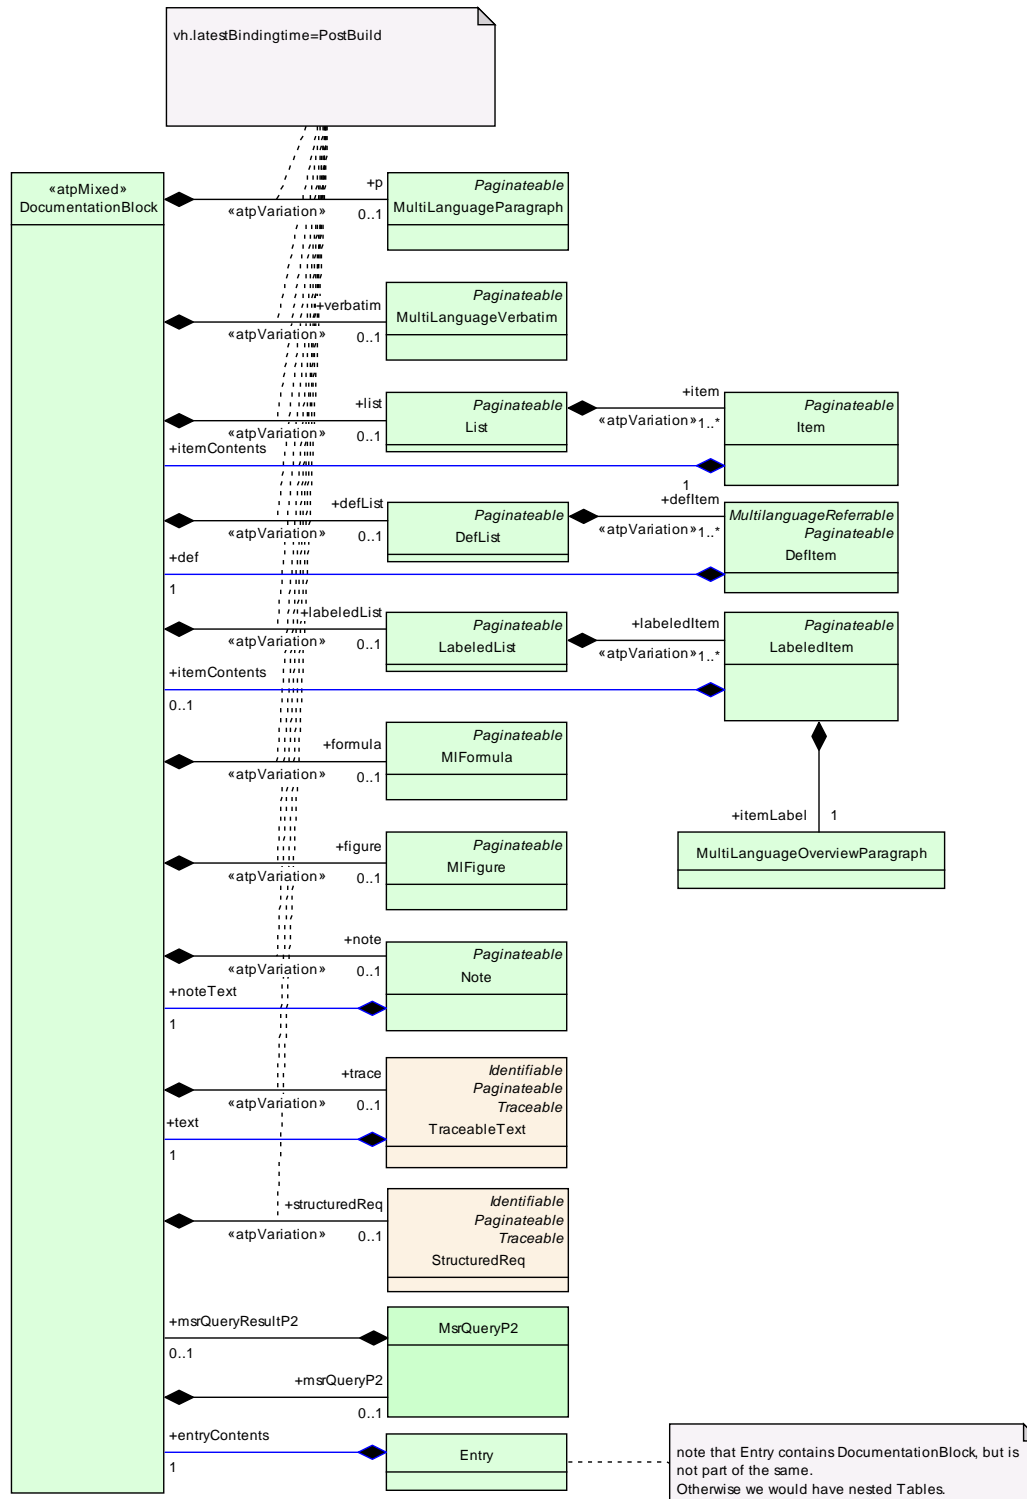 vh.latestBindingtime=PostBuild
«atpMixed»
DocumentationBlock
+p
«atpVariation»
0..1
Paginateable
MultiLanguageParagraph
+verbatim
«atpVariation»
0..1
Paginateable
MultiLanguageVerbatim
+list
«atpVariation»
0..1
Paginateable
List
+item
«atpVariation»
1..*
Paginateable
Item
+itemContents
1
+defList
«atpVariation»
0..1
Paginateable
DefList
+defItem
«atpVariation»
1..*
MultilanguageReferrable
Paginateable
DefItem
+def
1
+labeledList
«atpVariation»
0..1
Paginateable
LabeledList
+labeledItem
«atpVariation»
1..*
Paginateable
LabeledItem
+itemContents
0..1
+formula
«atpVariation»
0..1
Paginateable
MlFormula
+itemLabel
1
MultiLanguageOverviewParagraph
+figure
«atpVariation»
0..1
Paginateable
MlFigure
+note
«atpVariation»
0..1
Paginateable
Note
+noteText
1
+trace
«atpVariation»
0..1
Identifiable
Paginateable
Traceable
TraceableText
+text
1
+structuredReq
«atpVariation»
0..1
Identifiable
Paginateable
Traceable
StructuredReq
+msrQueryResultP2
0..1
MsrQueryP2
+msrQueryP2
0..1
+entryContents
1
Entry
note that Entry contains DocumentationBlock, but is
not part of the same.
Otherwise we would have nested Tables.